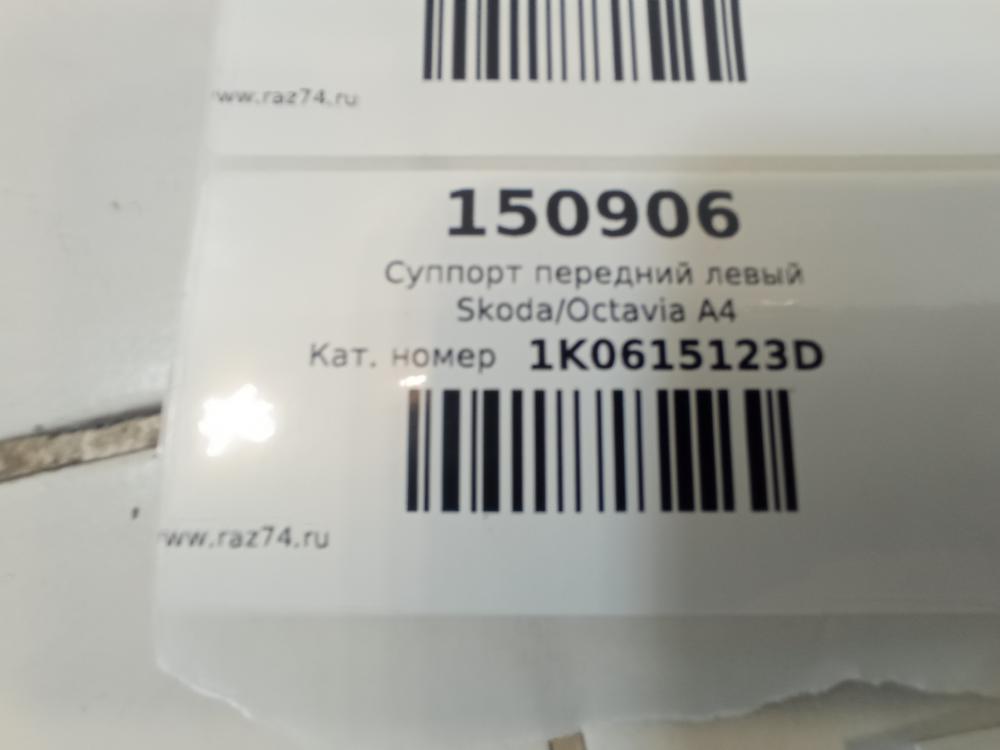 www.raz74.ru
150906
Суппорт передний левый
Skoda/Octavia A4
Кат. номер 1K0615123D
www.raz74.ru